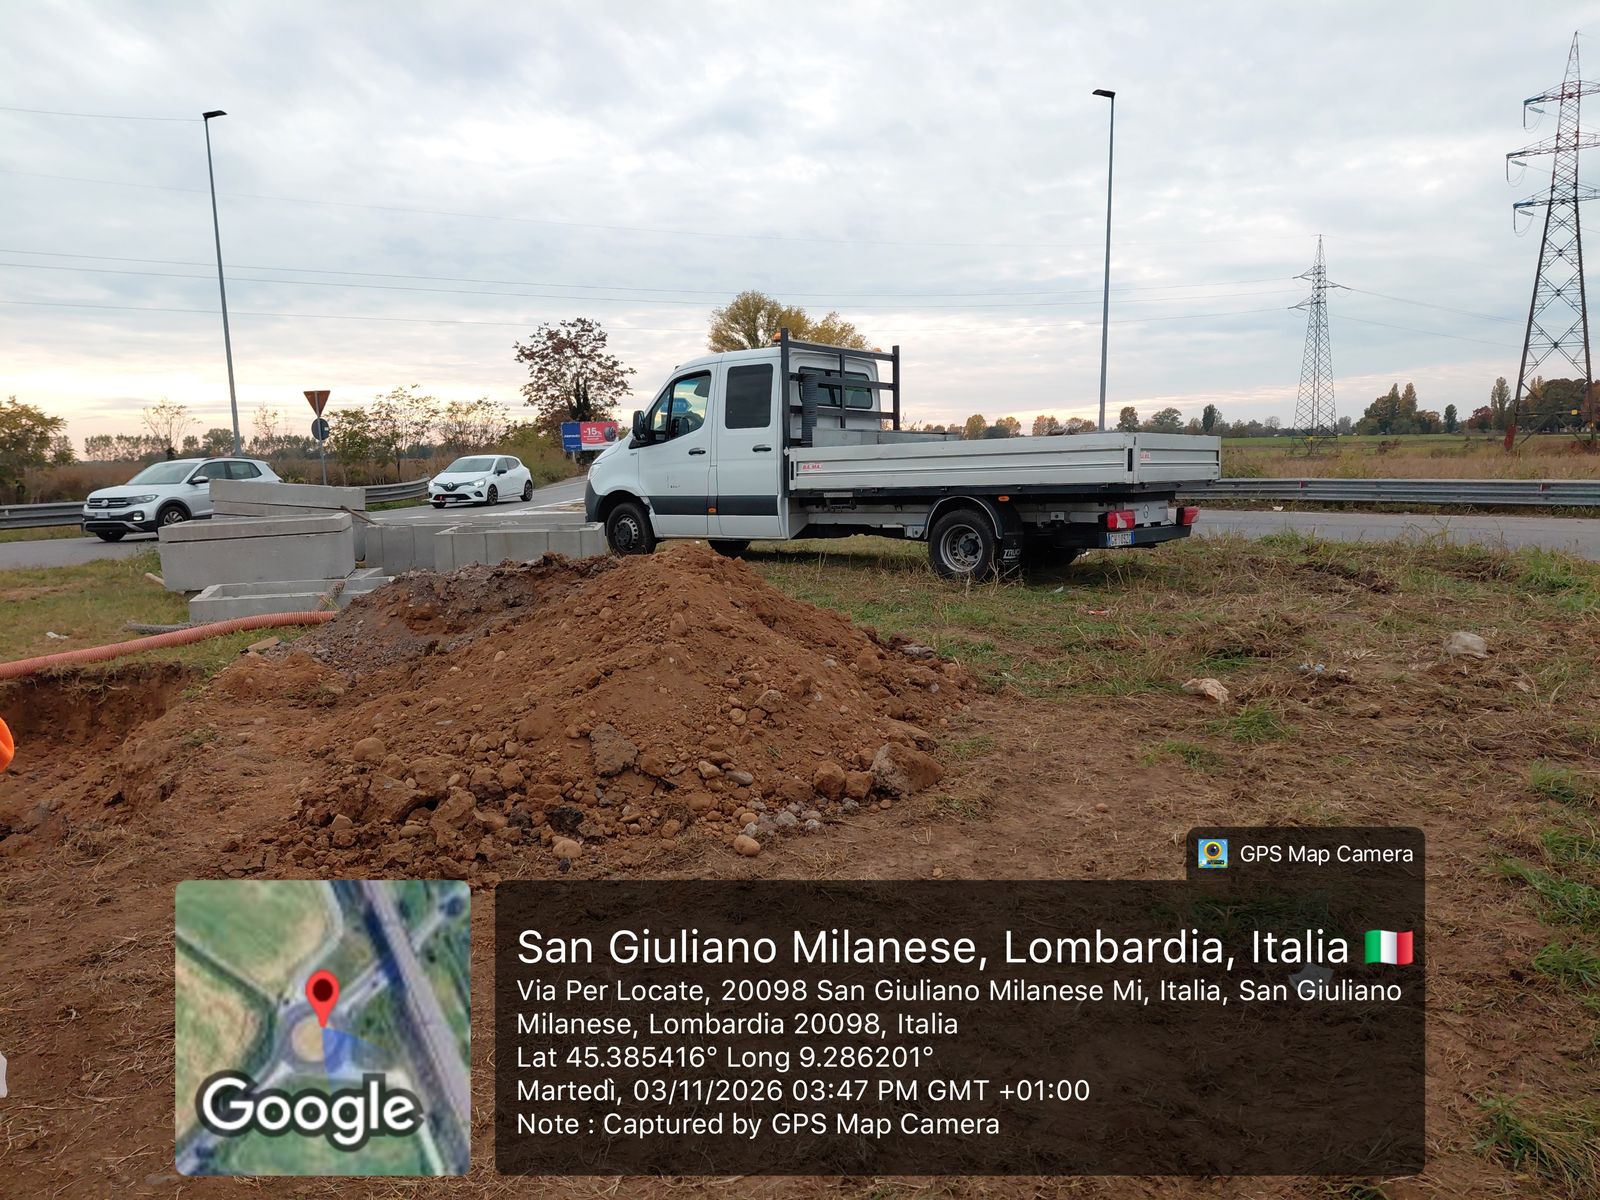 -15%
GPS Map Camera
San Giuliano Milanese, Lombardia, Italia
Via Per Locate, 20098 San Giuliano Milanese Mi, Italia, San Giuliano
Milanese, Lombardia 20098, Italia
Lat 45.385416° Long 9.286201°
Martedì, 03/11/2026 03:47 PM GMT +01:00
Note : Captured by GPS Map Camera
Google